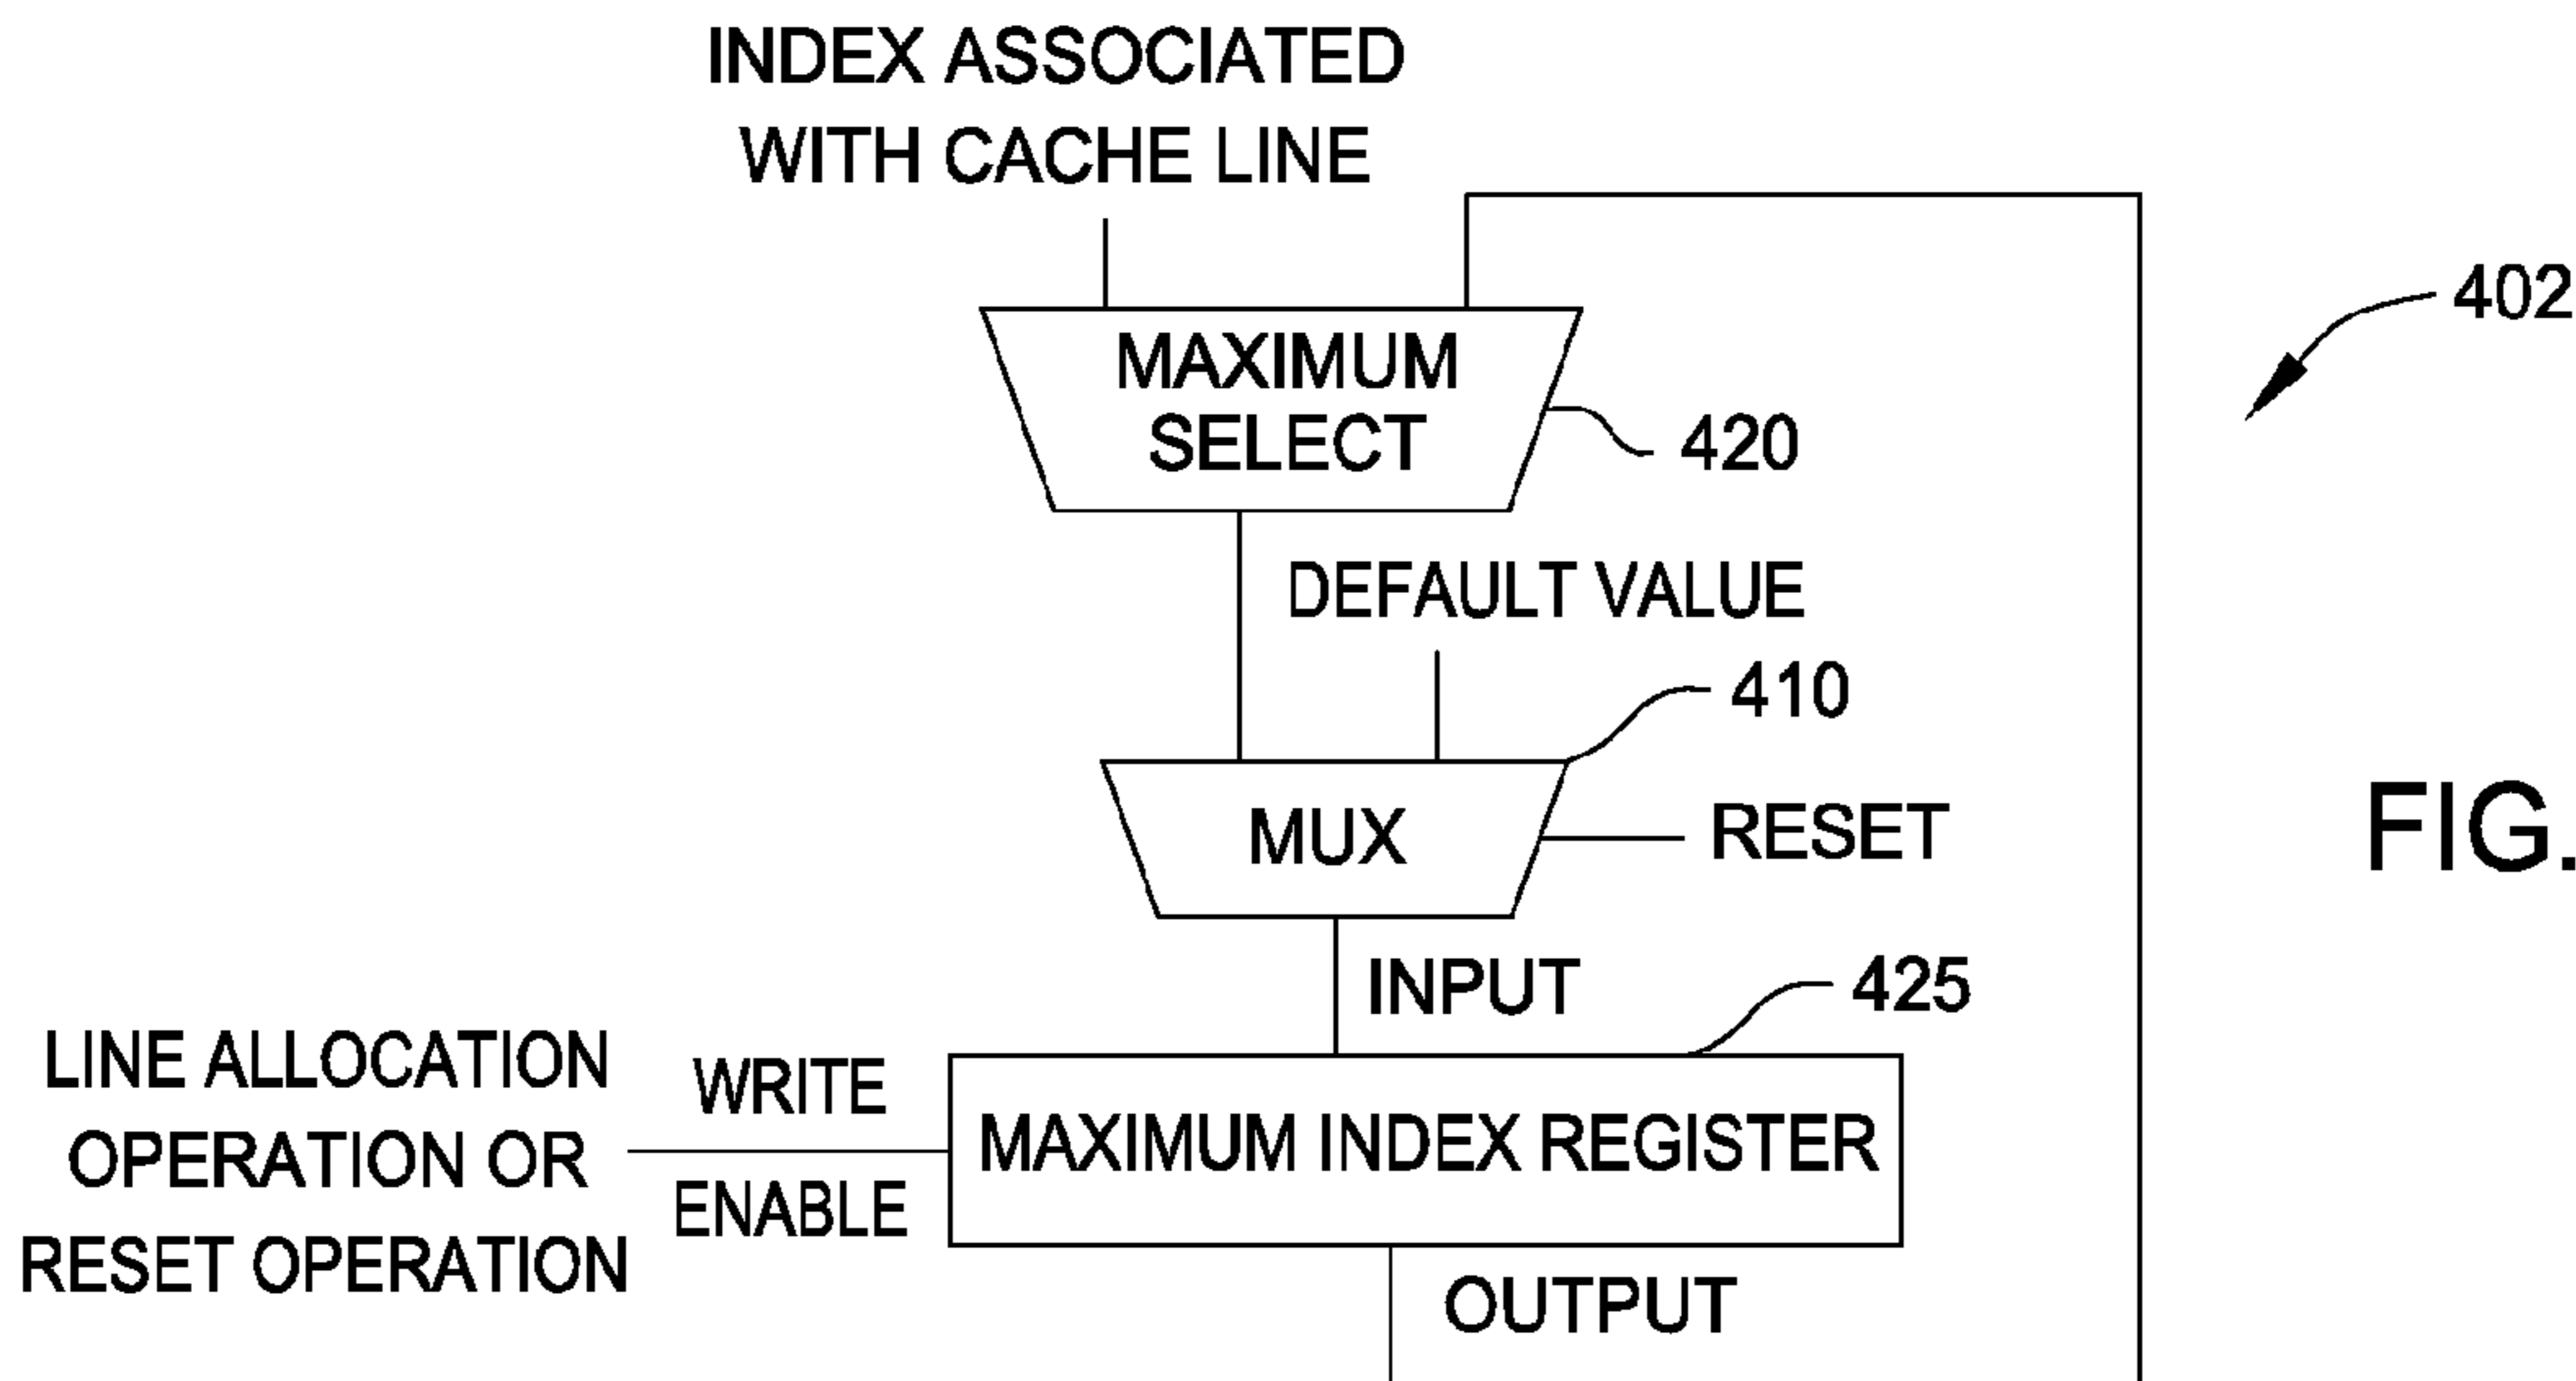 INDEX ASSOCIATED
WITH CACHE LINE
402
MAXIMUM
SELECT
420
DEFAULT VALUE
410
MUX
RESET
FIG.
INPUT
425
LINE ALLOCATION
OPERATION OR
RESET OPERATION
WRITE
ENABLE
MAXIMUM INDEX REGISTER
OUTPUT